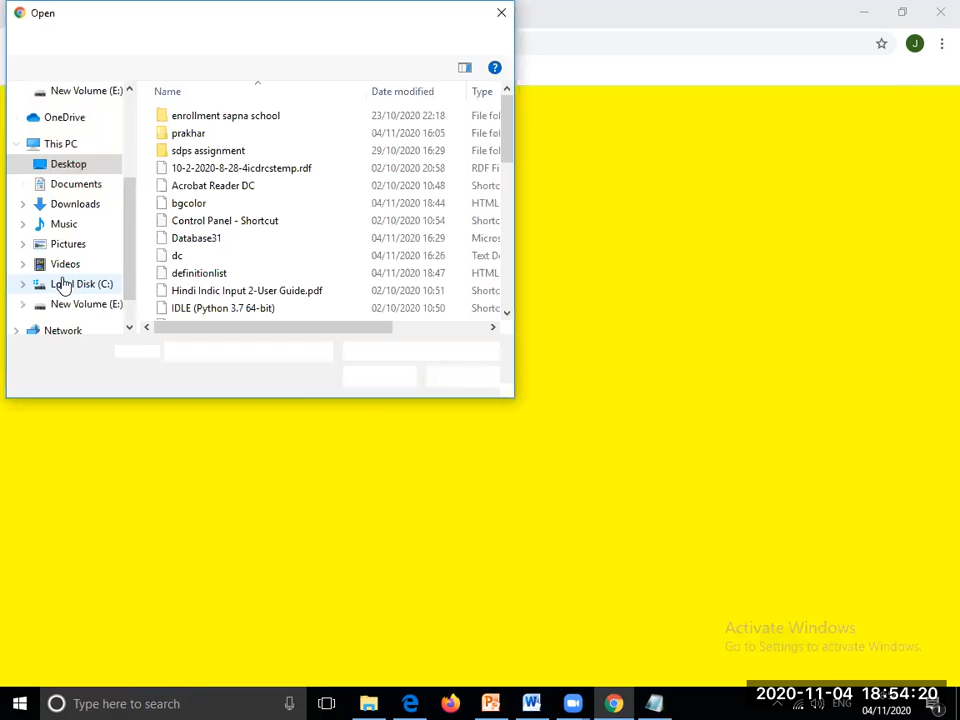 Open
J
Name Date modified Type
New Volume (E:)
OneDrive
This PC
Desktop
Documents
Downloads
Music
Pictures
Videos
Disk (C:)
New Volume (E:)
Network
enrollment sapna school 23/10/2020 22:18 File fo
prakhar 04/11/2020 16:05 File fo
sdps assignment 29/10/2020 16:29 File fo
10-2-2020-8-28-4icdrcstemp.rdf 02/10/2020 20:58 RDF Fi
Acrobat Reader DC 02/10/2020 10:48 Shortc
bgcolor 04/11/2020 18:44 HTML
Control Panel - Shortcut 02/10/2020 10:54 Shortc
Database31 04/11/2020 16:29 Micros
dc 04/11/2020 16:26 Text D
definitionlist 04/11/2020 18:47 HTML
Hindi Indic Input 2-User Guide.pdf 02/10/2020 10:51 Shortc
IDLE (Python 3.7 64-bit) 02/10/2020 10:50 Shortc
Activate Windows
Go to Settings to activate Windows.
Type here to search
ENG
2020-11-04 18:54:20
04/11/2020